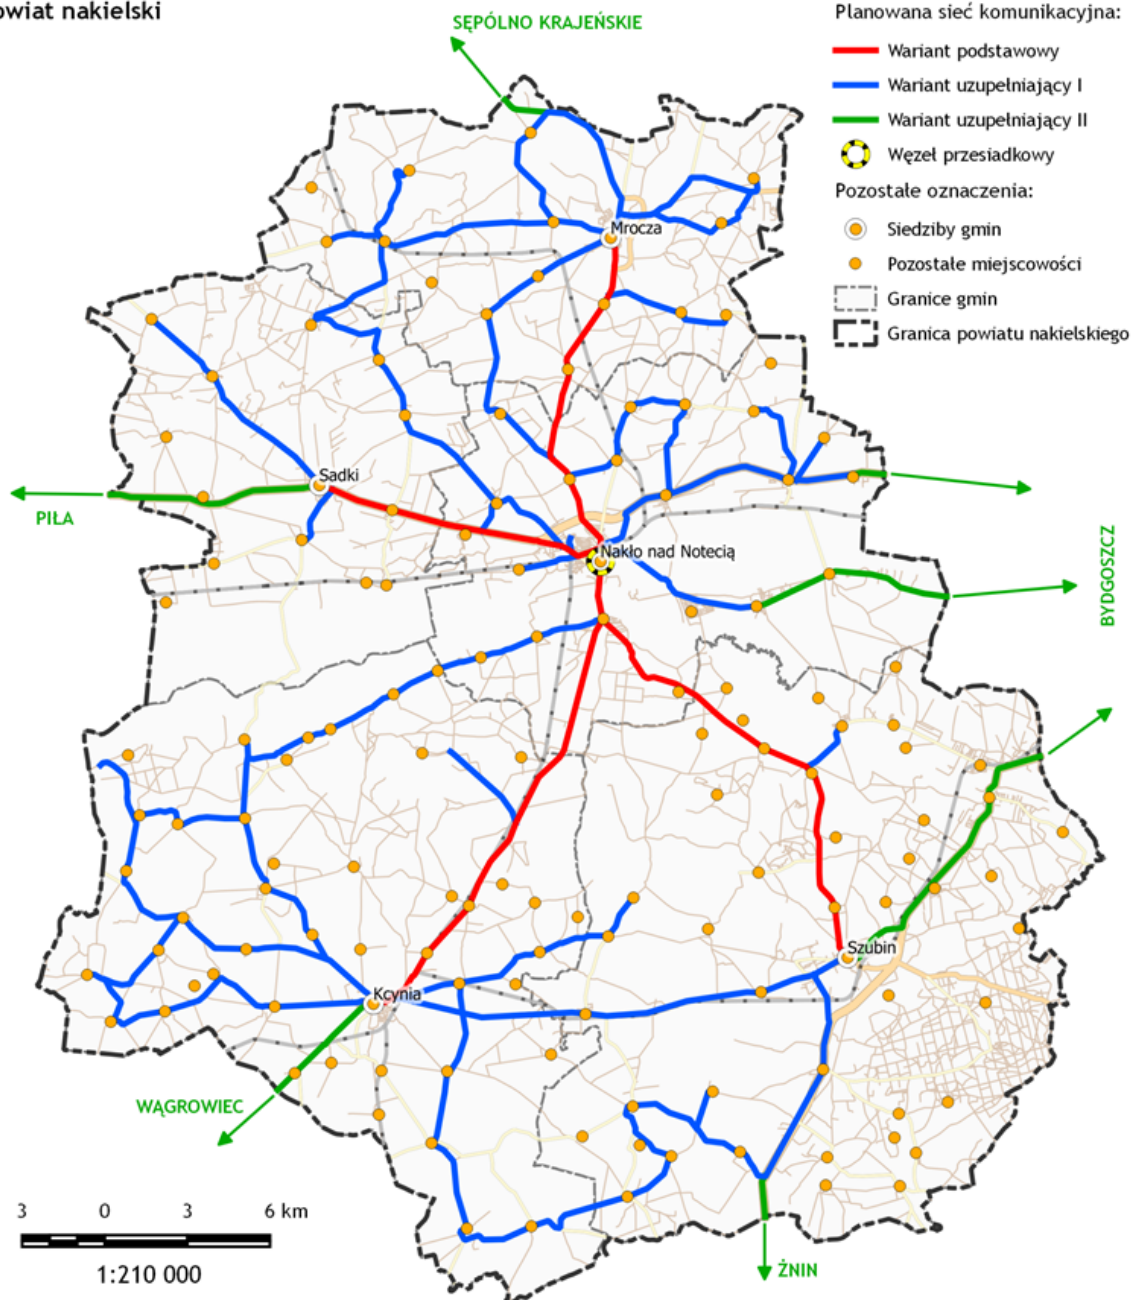 owiat nakielski
SĘPÓLNO KRAJEŃSKIE
Planowana sieć komunikacyjna:
Wariant podstawowy
Wariant uzupełniający I
Wariant uzupełniający II
Węzeł przesiadkowy
Pozostałe oznaczenia:
Siedziby gmin
Pozostałe miejscowości
Granice gmin
Granica powiatu nakielskiego
Mrocza
Sadki
PIŁA
Nakło nad Notecią
BYDGOSZCZ
Szubin
Kcynia
WĄGROWIEC
ŻNIN
3 0 3 6 km
1:210 000